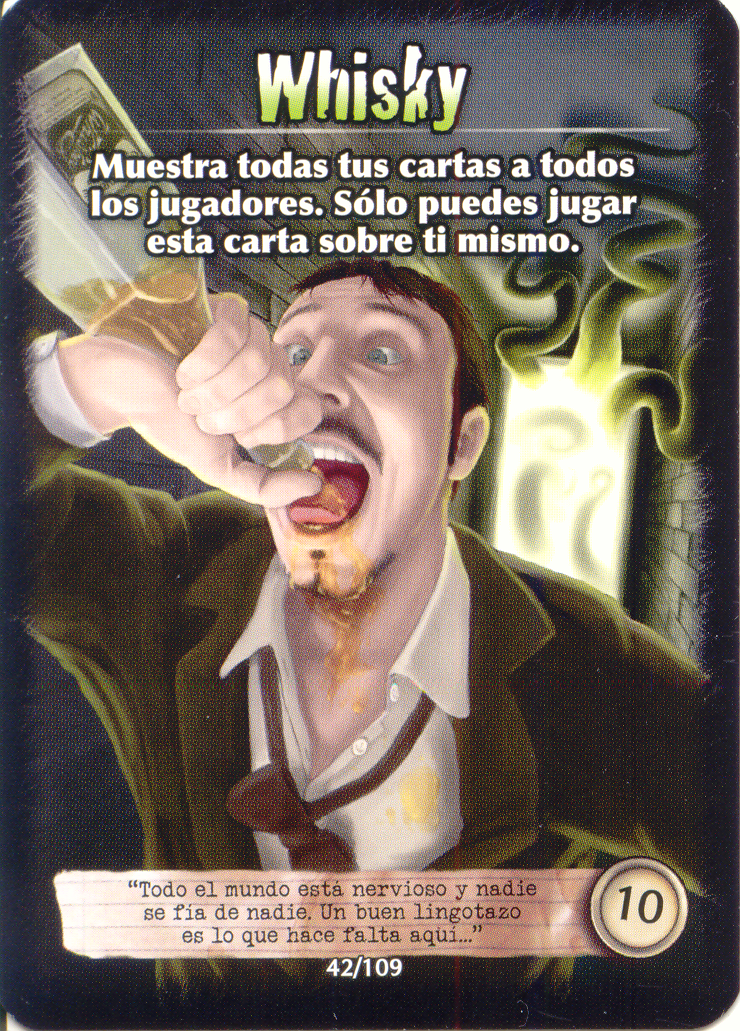 Whisky
Muestra todas tus cartas a todos
los jugadores. Sólo puedes jugar
esta carta sobre ti mismo.
“Todo el mundo está nervioso y nadie
se fía de nadie. Un buen lingotazo
es lo que hace falta aquí...”
10
42/109